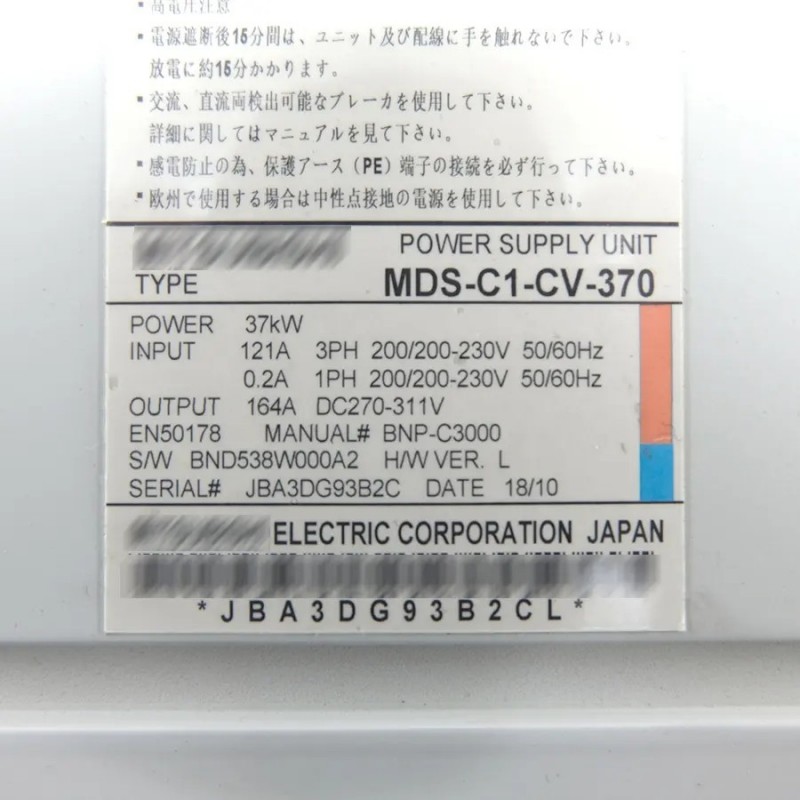 ▪ 高電圧注意
▪ 電源遮断後15分間は、ユニット及び配線に手を触れないで下さい。
放電に約15分かかります。
▪ 交流、直流両検出可能なブレーカを使用して下さい。
詳細に関してはマニュアルを見て下さい。
▪ 感電防止の為、保護アース（PE）端子の接続を必ず行って下さい。
▪ 欧州で使用する場合は中性点接地の電源を使用して下さい。
POWER SUPPLY UNIT
TYPE MDS-C1-CV-370
POWER 37kW
INPUT 121A 3PH 200/200-230V 50/60Hz
0.2A 1PH 200/200-230V 50/60Hz
OUTPUT 164A DC270-311V
EN50178 MANUAL# BNP-C3000
S/W BND538W000A2 H/W VER. L
SERIAL# JBA3DG93B2C DATE 18/10
ELECTRIC CORPORATION JAPAN
*JBA3DG93B2CL*